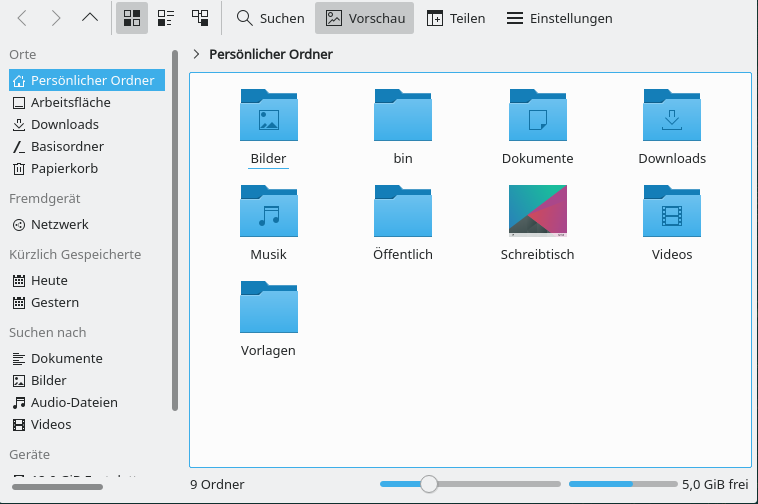 Suchen
Vorschau
Teilen
Einstellungen
Orte
Persönlicher Ordner
Arbeitsfläche
Downloads
Basisordner
Papierkorb
Fremdgerät
Netzwerk
Kürzlich Gespeicherte
Heute
Gestern
Suchen nach
Dokumente
Bilder
Audio-Dateien
Videos
Geräte
Persönlicher Ordner
Bilder
bin
Dokumente
Downloads
Musik
Öffentlich
Schreibtisch
Videos
Vorlagen
9 Ordner
5,0 GiB frei